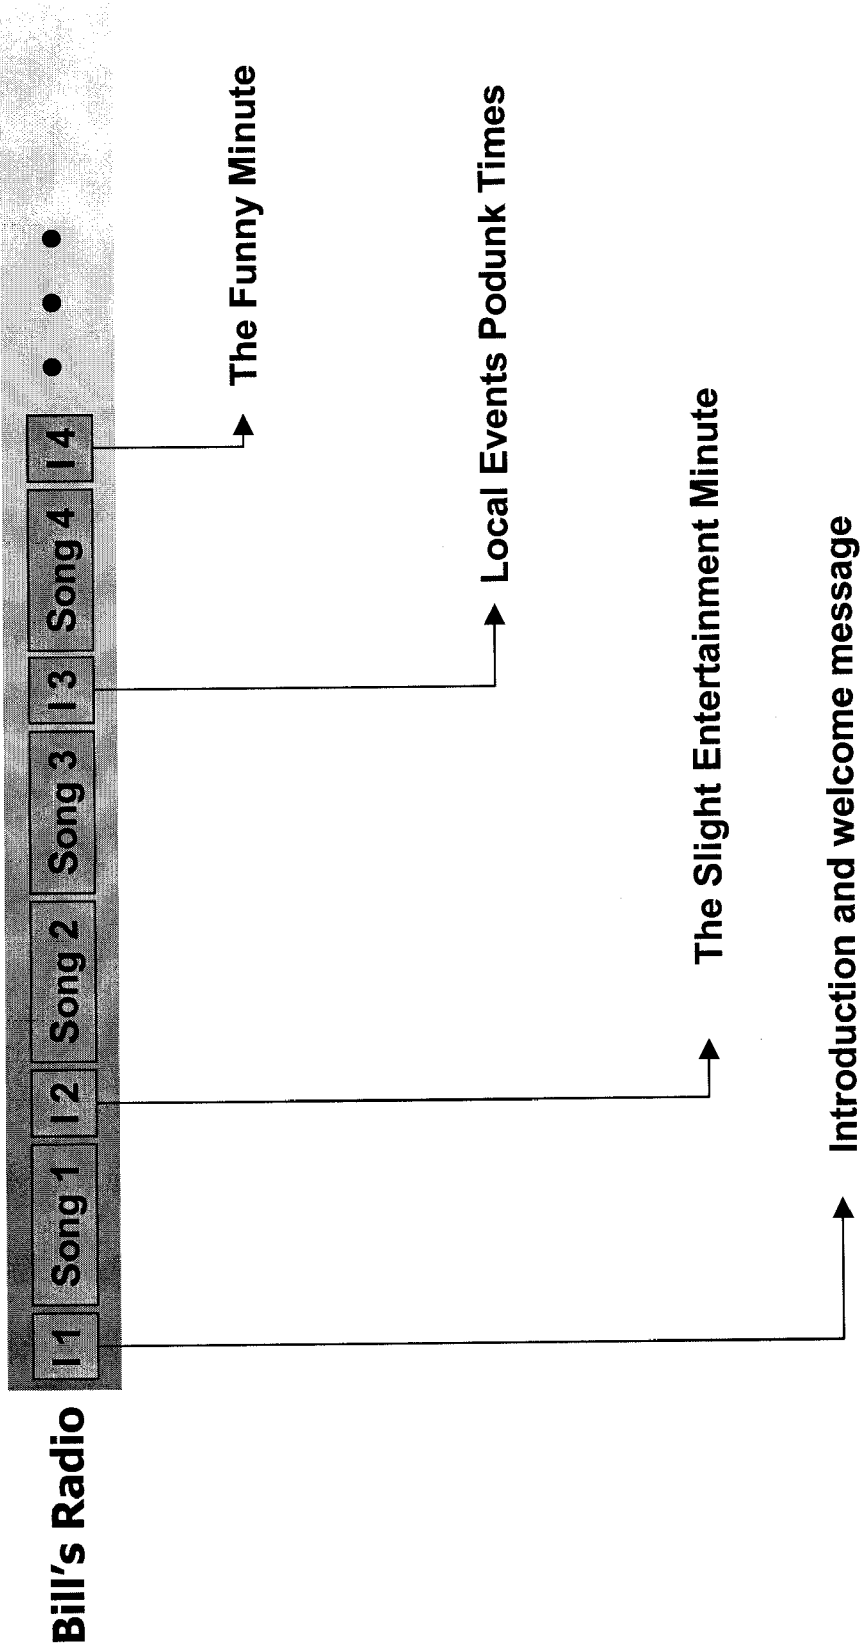 Bill's Radio
I 1
Song 1
I 2
Song 2
Song 3
I 3
Song 4
I 4
The Funny Minute
Local Events Podunk Times
The Slight Entertainment Minute
Introduction and welcome message